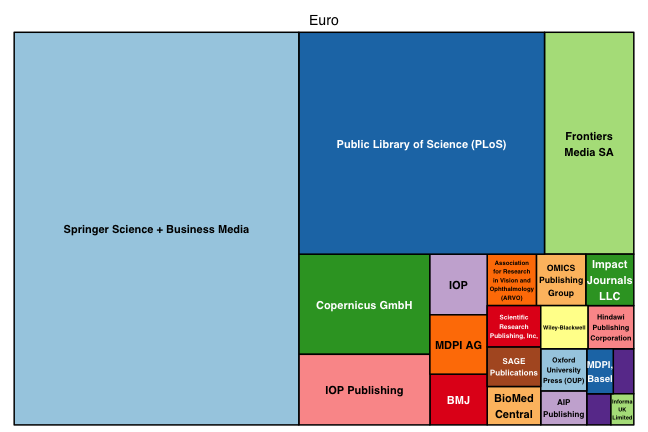 Euro
Springer Science + Business Media
Public Library of Science (PLoS)
Frontiers
Media SA
Copernicus GmbH
IOP Publishing
IOP
MDPI AG
BMJ
Association
for Research
in Vision and
Ophthalmology
(ARVO)
OMICS
Publishing
Group
Impact
Journals
LLC
Scientific
Research
Publishing, Inc,
Wiley-Blackwell
Hindawi
Publishing
Corporation
SAGE
Publications
Oxford
University
Press (OUP)
MDPI,
Basel
BioMed
Central
AIP
Publishing
Informa
UK
Limited